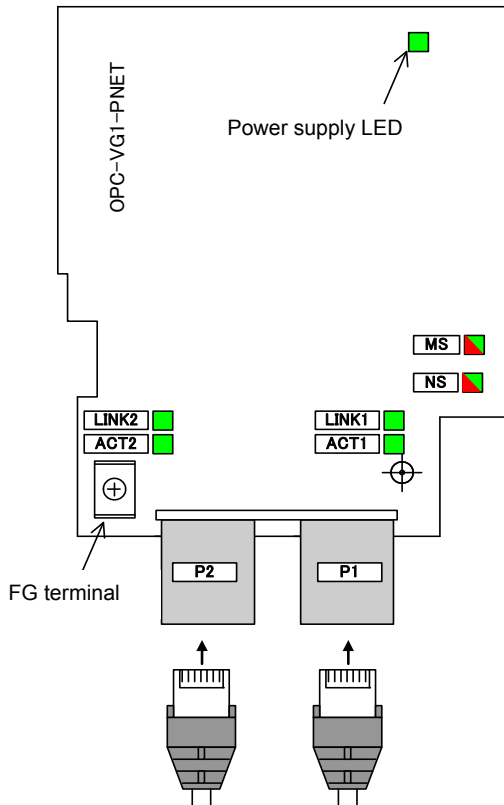 OPC-VG1-PNET
Power supply LED
MS
NS
LINK2
LINK1
ACT2
ACT1
FG terminal
P2
P1